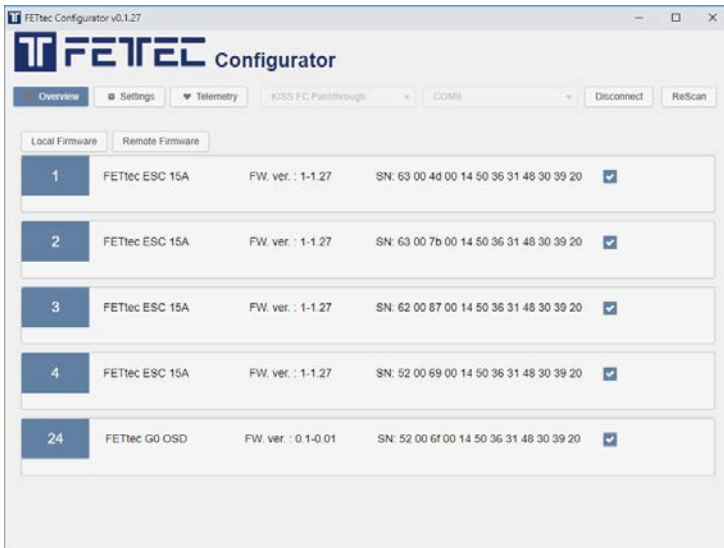 FETtec Configurator v0.1.27
FETEC Configurator
Overview Settings Telemetry KISS FC Passthrough COM9 Disconnect ReScan
Local Firmware Remote Firmware
1 FETtec ESC 15A FW. ver. : 1-1.27 SN: 63 00 4d 00 14 50 36 31 48 30 39 20
2 FETtec ESC 15A FW. ver. : 1-1.27 SN: 63 00 7b 00 14 50 36 31 48 30 39 20
3 FETtec ESC 15A FW. ver. : 1-1.27 SN: 62 00 87 00 14 50 36 31 48 30 39 20
4 FETtec ESC 15A FW. ver. : 1-1.27 SN: 52 00 69 00 14 50 36 31 48 30 39 20
24 FETtec G0 OSD FW. ver. : 0.1-0.01 SN: 52 00 6f 00 14 50 36 31 48 30 39 20